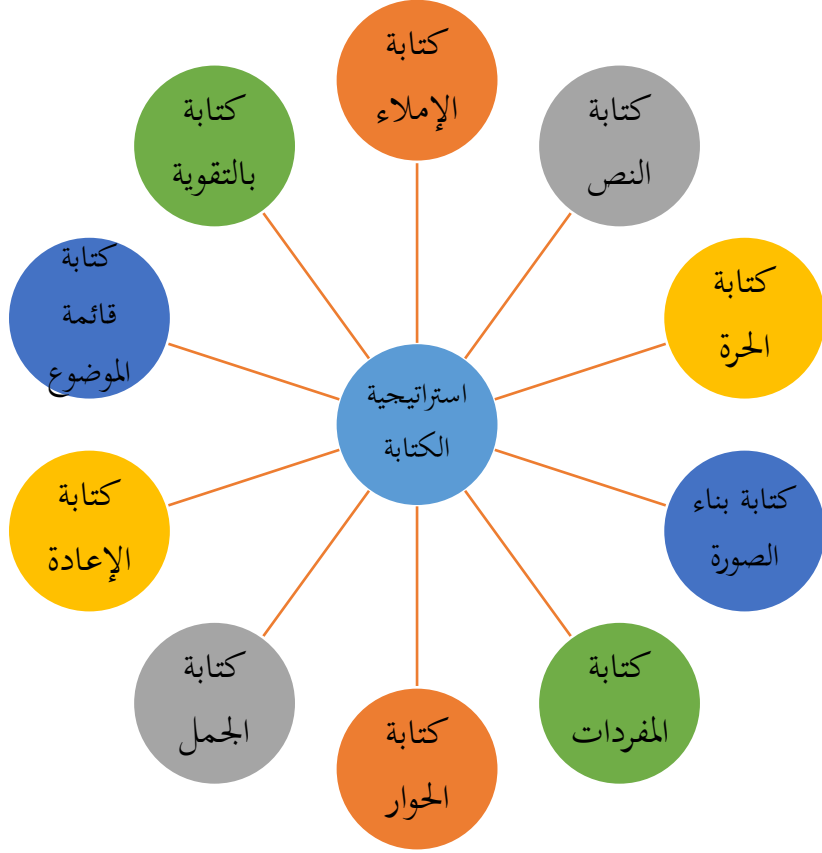 كتابة
الإملاء
كتابة
النص
كتابة
الحرة
كتابة بناء
الصورة
كتابة
المفردات
كتابة
الحوار
كتابة
الجمل
كتابة
الإعادة
كتابة
قائمة
الموضوع
كتابة
بالتقوية
استراتيجية
الكتابة